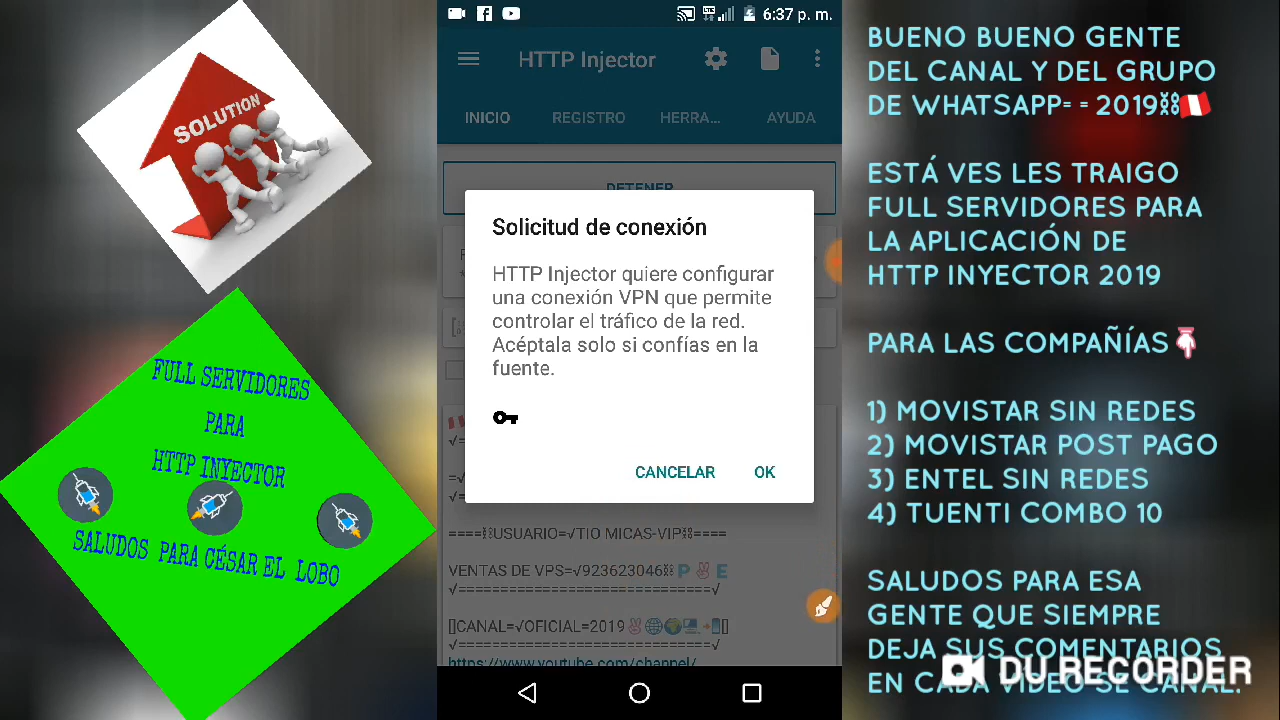 SOLUTION
FULL SERVIDORES
PARA
HTTP INYECTOR
SALUDOS PARA CÉSAR EL LOBO
6:37 p. m.
HTTP Injector
INICIO
REGISTRO
HERRA...
AYUDA
DETENER
Solicitud de conexión
HTTP Injector quiere configurar
una conexión VPN que permite
controlar el tráfico de la red.
Acéptala solo si confías en la
fuente.
CANCELAR
OK
====⛓USUARIO=√TIO MICAS-VIP⛓====
VENTAS DE VPS=√923623046⛓🅿✌E
√==============================√
[]CANAL=√OFICIAL=2019✌🌐🌍💻📲[]
√==============================√
https://www.youtube.com/channel/
BUENO BUENO GENTE
DEL CANAL Y DEL GRUPO
DE WHATSAPP= = 2019⛓🇵🇪
ESTÁ VES LES TRAIGO
FULL SERVIDORES PARA
LA APLICACIÓN DE
HTTP INYECTOR 2019
PARA LAS COMPAÑÍAS👇
1) MOVISTAR SIN REDES
2) MOVISTAR POST PAGO
3) ENTEL SIN REDES
4) TUENTI COMBO 10
SALUDOS PARA ESA
GENTE QUE SIEMPRE
DEJA SUS COMENTARIOS
EN CADA VIDEO SE CANAL.
DU RECORDER